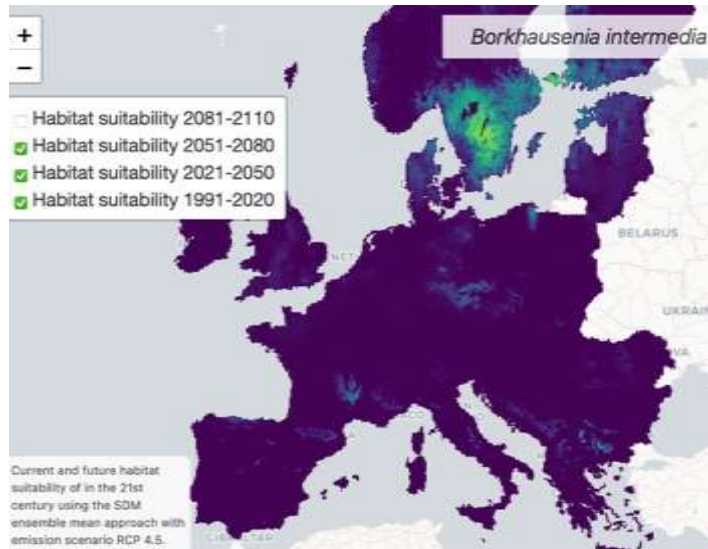 +
Borkhausenia intermedia
−
Habitat suitability 2081-2110
Habitat suitability 2051-2080
Habitat suitability 2021-2050
Habitat suitability 1991-2020
BELARUS
UKRAIN
Current and future habitat
suitability of in the 21st
century using the SDM
ensemble mean approach with
emission scenario RCP 4.5.
GIBRALTAR